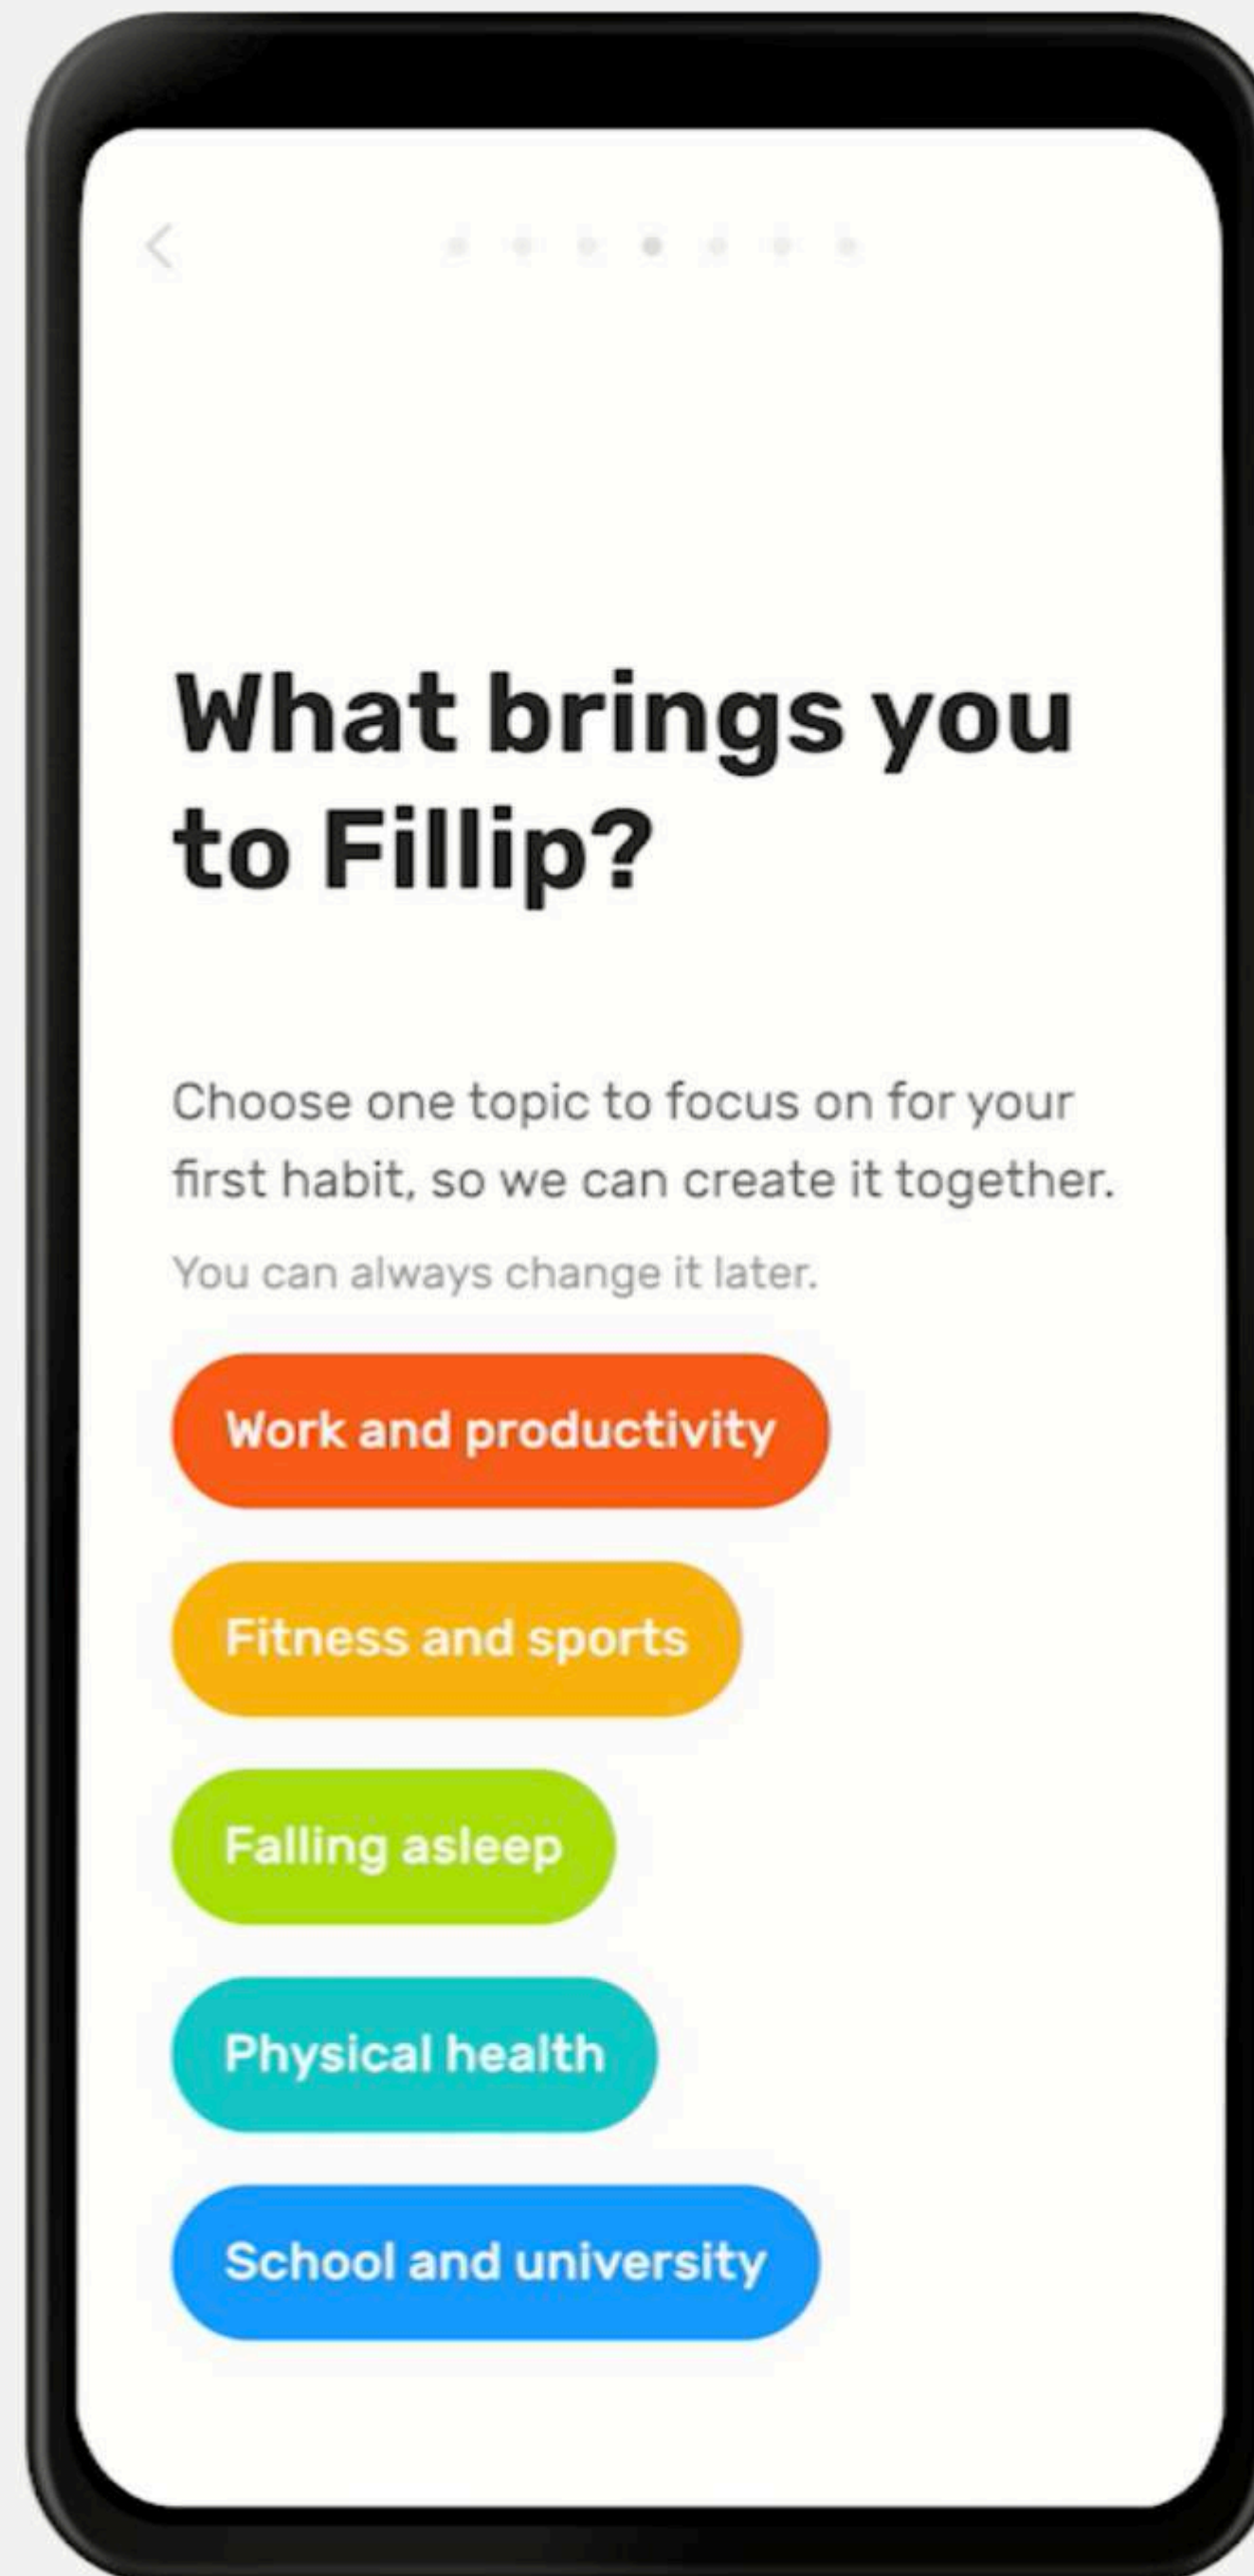 What brings you
to Fillip?
Choose one topic to focus on for your
first habit, so we can create it together.
You can always change it later.
Work and productivity
Fitness and sports
Falling asleep
Physical health
School and university